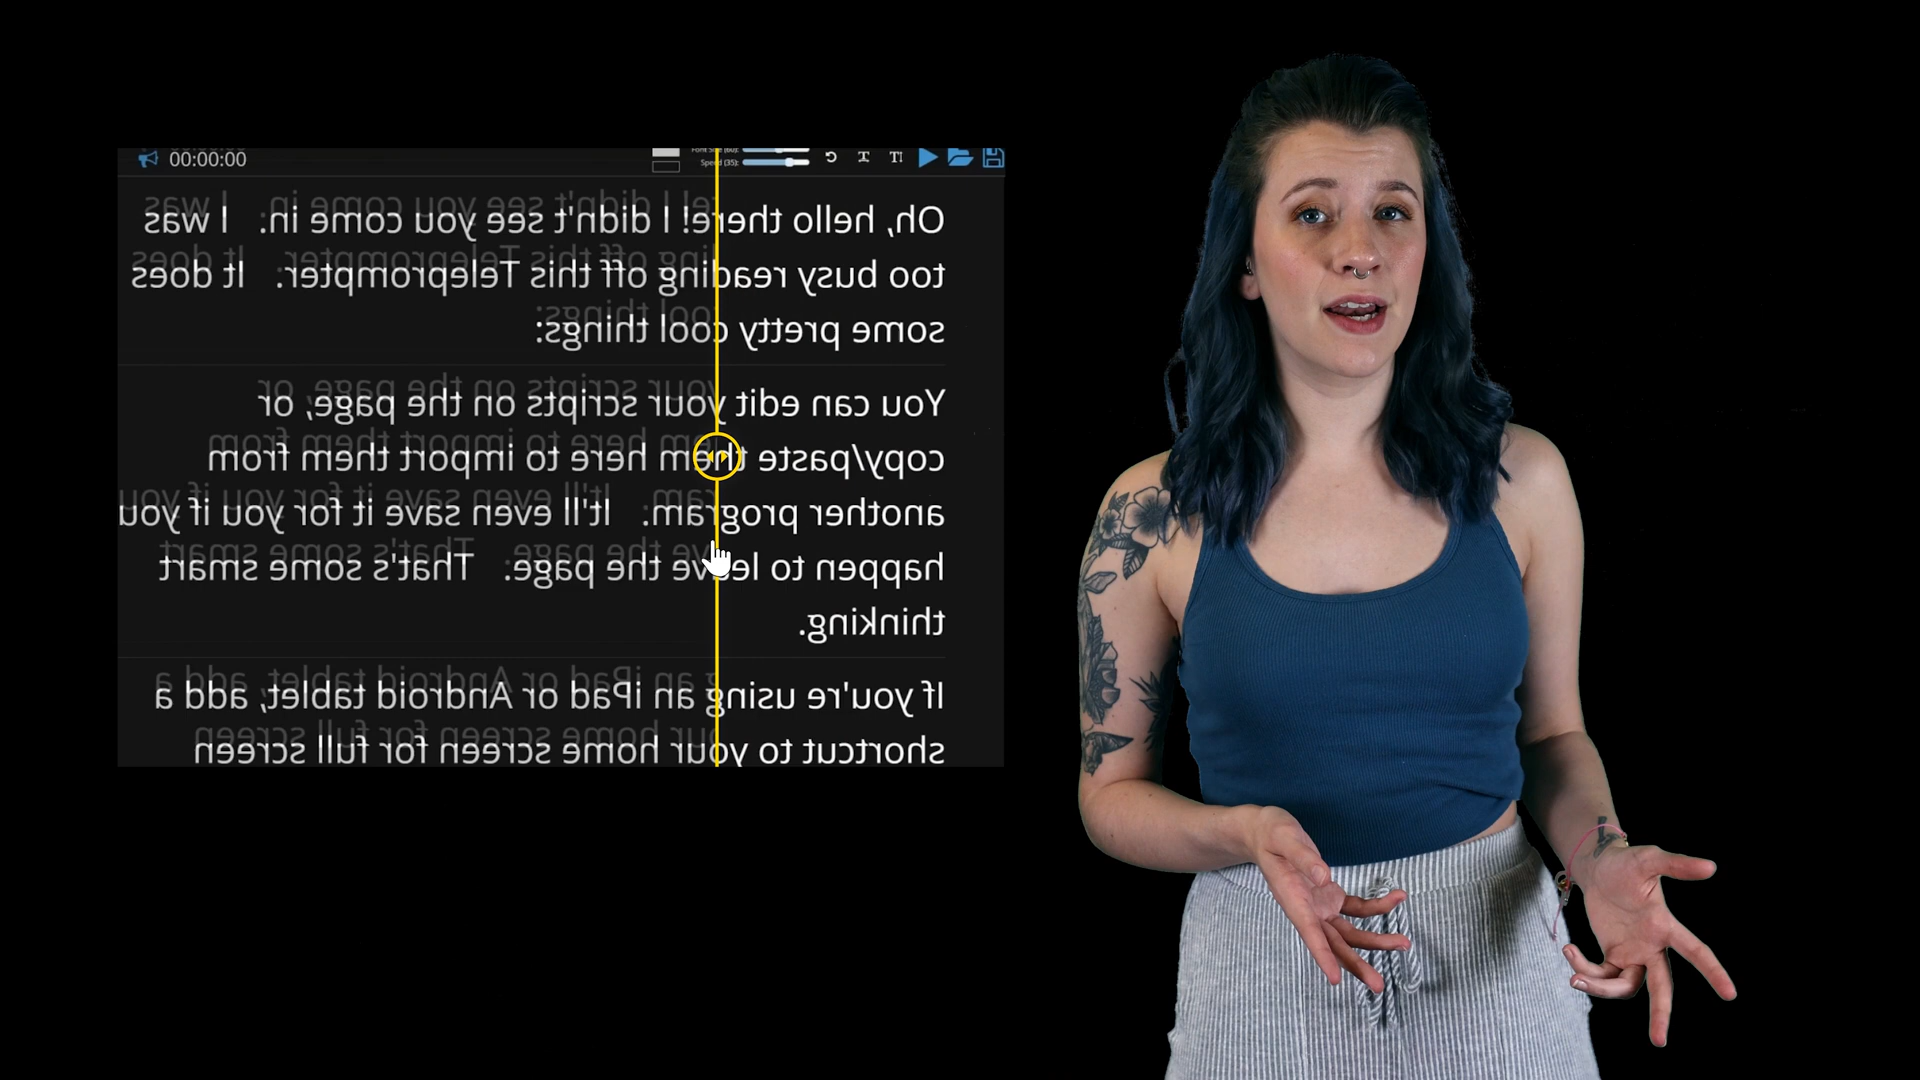 00:00:00
Speed (35):
Oh, hello there! I didn't see you come in. I was
too busy reading off this Teleprompter. It does
some pretty cool things:
You can edit your scripts on the page, or
copy/paste them here to import them from
another program. It'll even save it for you if you
happen to leave the page. That's some smart
thinking.
If you're using an iPad or Android tablet, add a
shortcut to your home screen for full screen